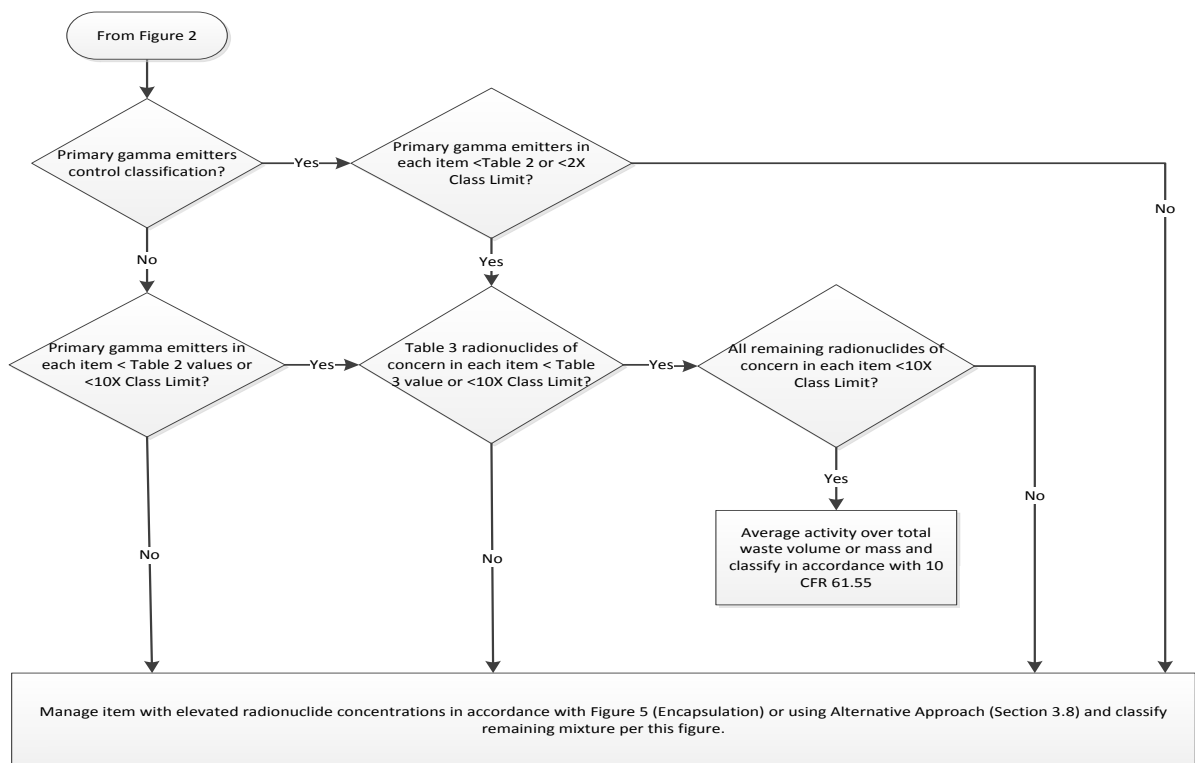 From Figure 2
Primary gamma emitters
control classification?
Yes
Primary gamma emitters in
each item <Table 2 or <2X
Class Limit?
No
No
Yes
Primary gamma emitters in
each item < Table 2 values or
<10X Class Limit?
Yes
Table 3 radionuclides of
concern in each item < Table
3 value or <10X Class Limit?
Yes
All remaining radionuclides of
concern in each item <10X
Class Limit?
Yes
No
Average activity over total
waste volume or mass and
classify in accordance with 10
CFR 61.55
No
No
Manage item with elevated radionuclide concentrations in accordance with Figure 5 (Encapsulation) or using Alternative Approach (Section 3.8) and classify
remaining mixture per this figure.